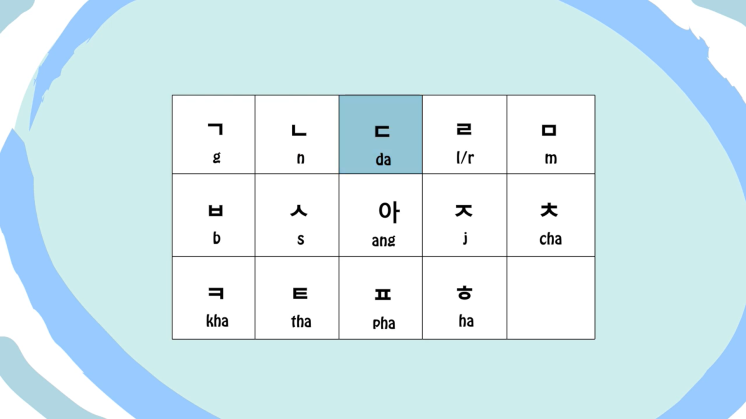 ㄱ ㄴ ㄷ ㄹ ㅁ
g n da l/r m
ㅂ ㅅ 아 ㅈ ㅊ
b s ang j cha
ㅋ ㅌ ㅍ ㅎ
kha tha pha ha